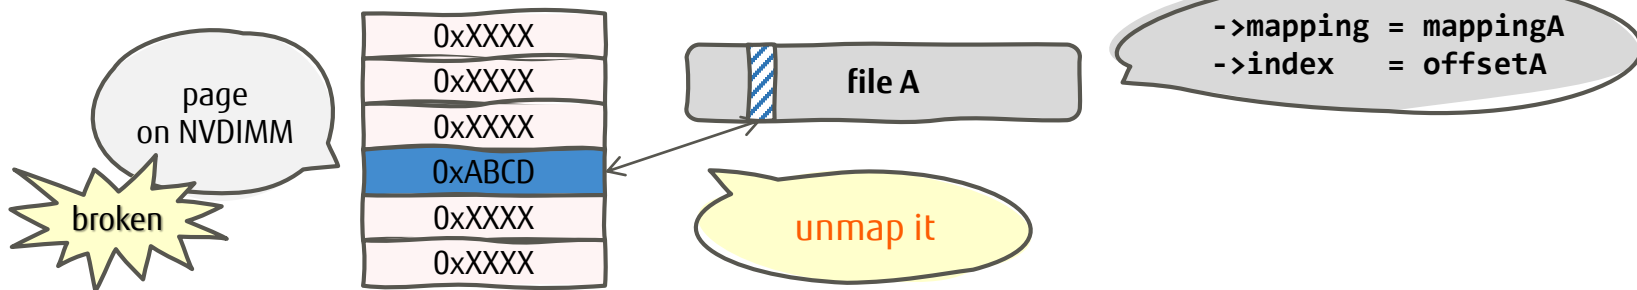 page
on NVDIMM
broken
0xXXXX
0xXXXX
0xXXXX
0xABCD
0xXXXX
0xXXXX
file A
unmap it
->mapping = mappingA
->index   = offsetA